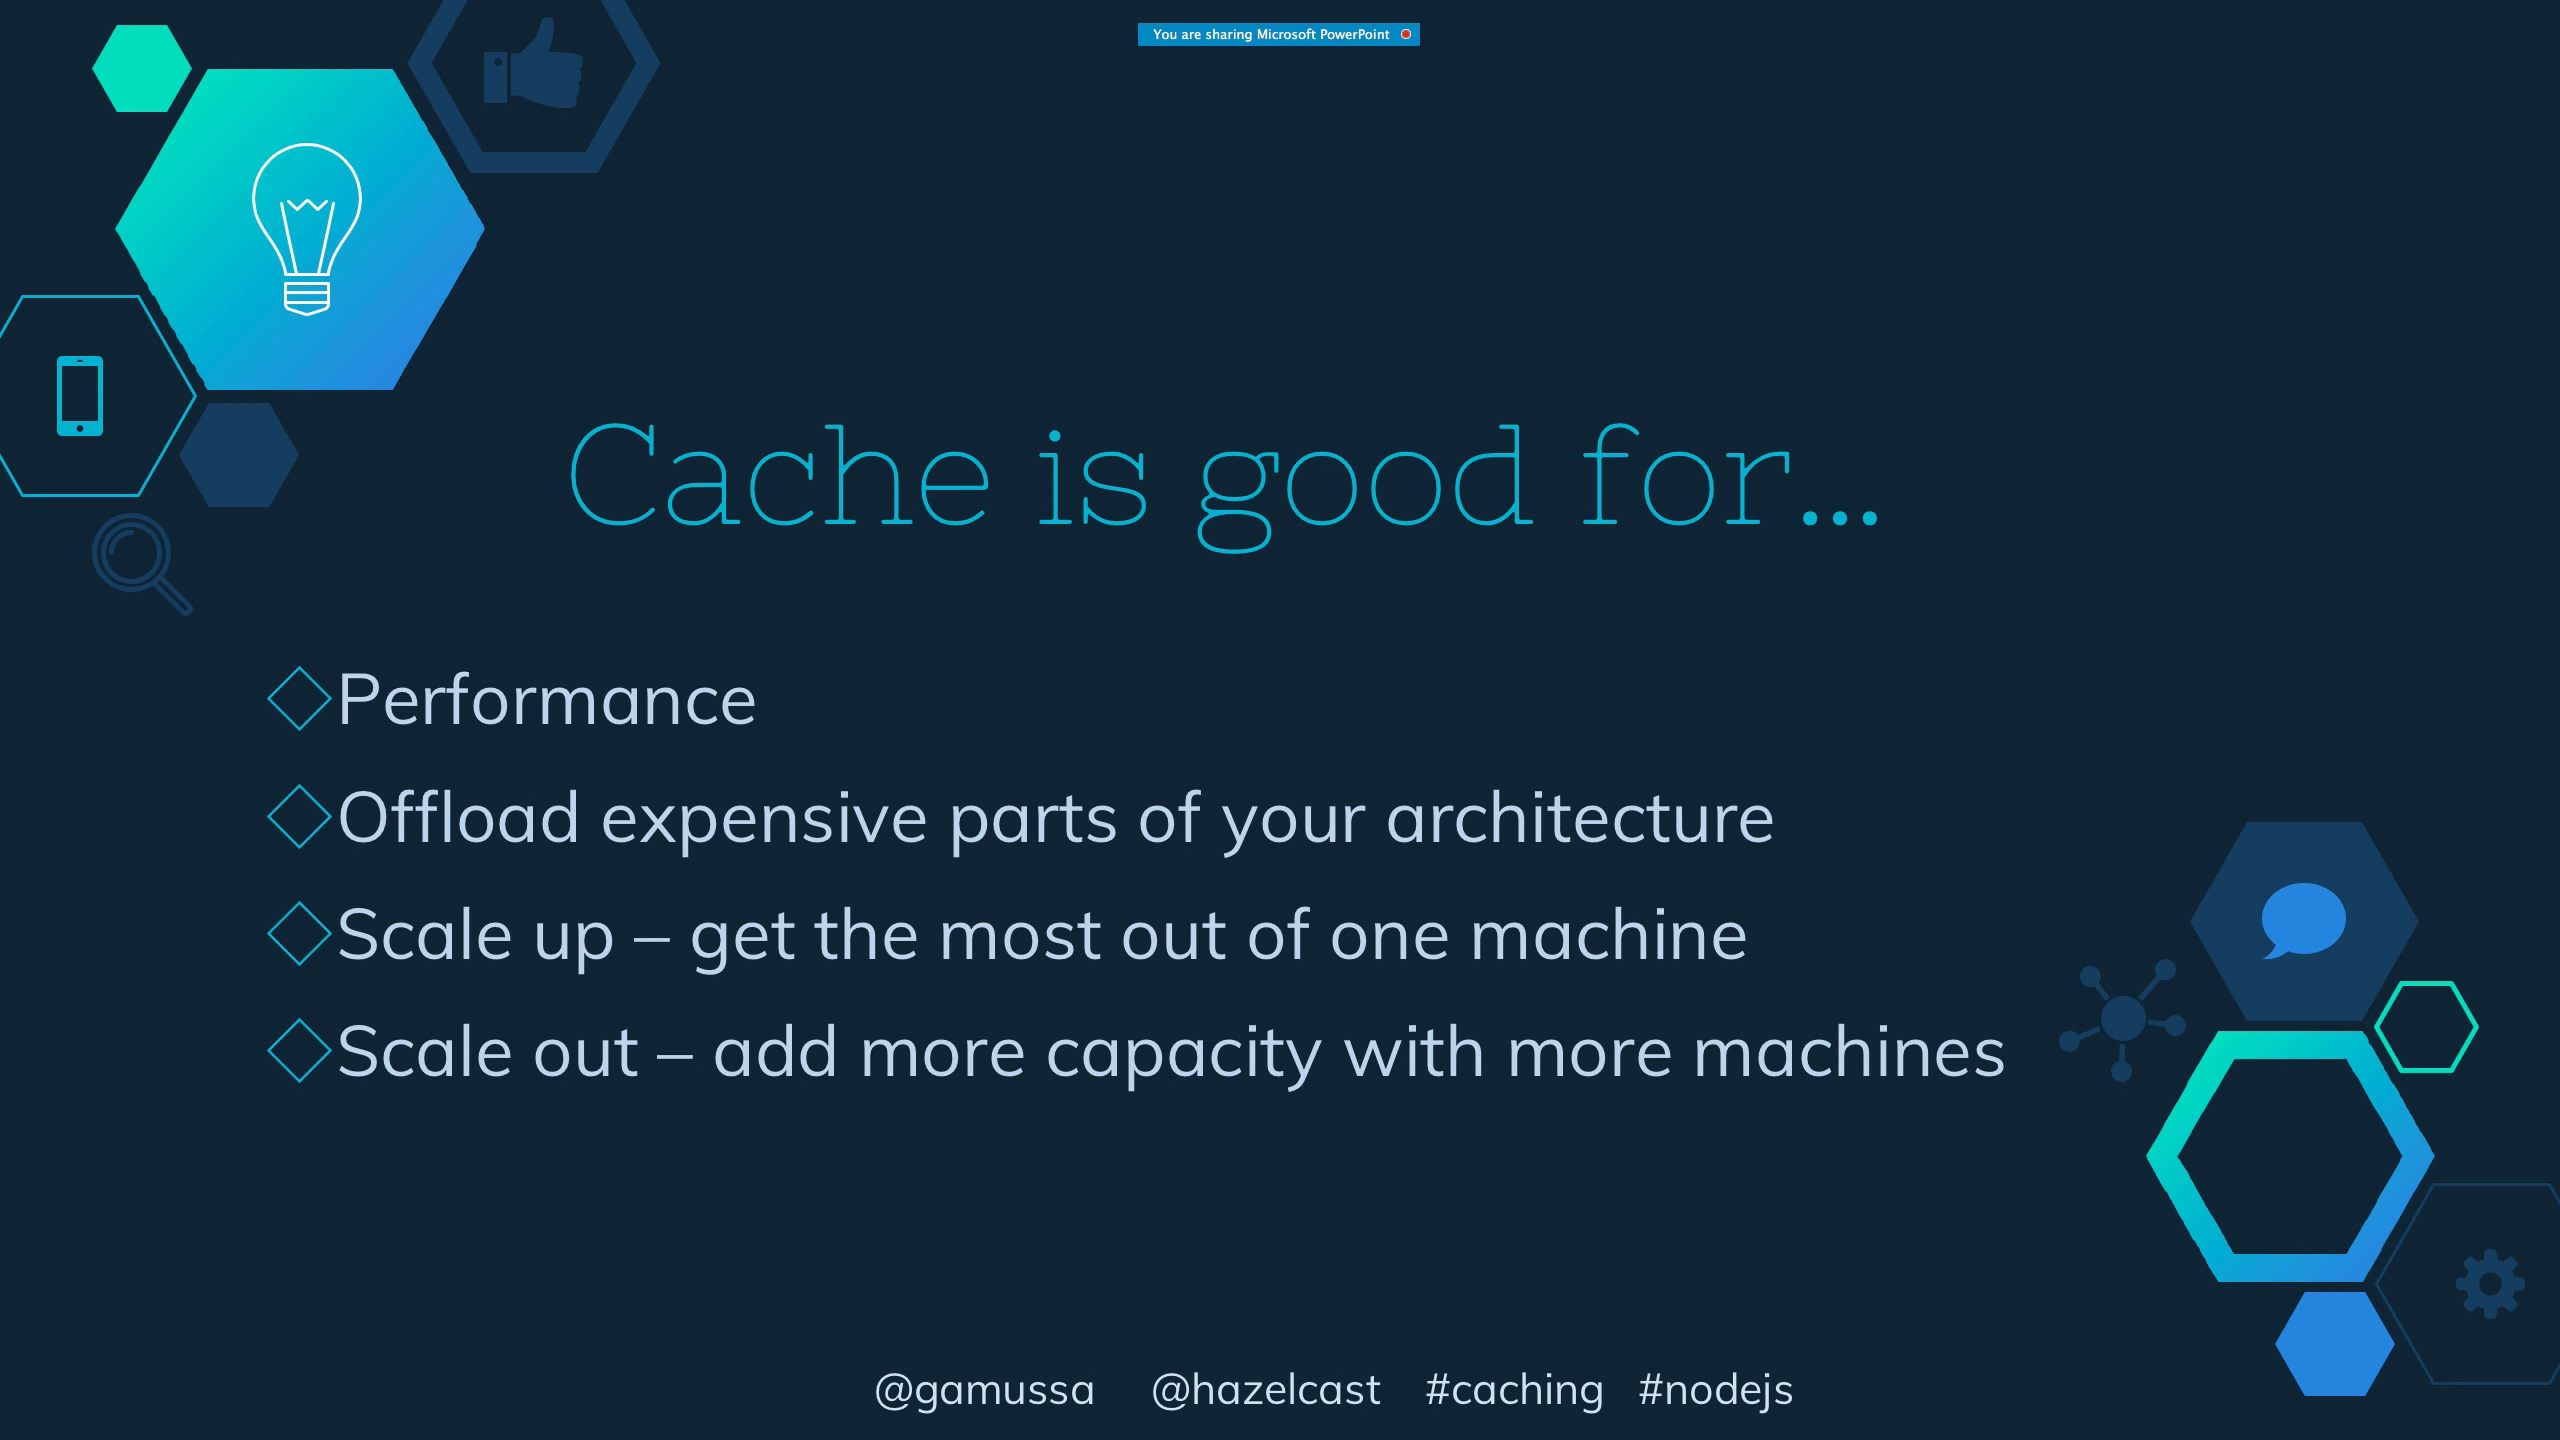 You are sharing Microsoft PowerPoint
Cache is good for…
Performance
Offload expensive parts of your architecture
Scale up – get the most out of one machine
Scale out – add more capacity with more machines
@gamussa @hazelcast #caching #nodejs